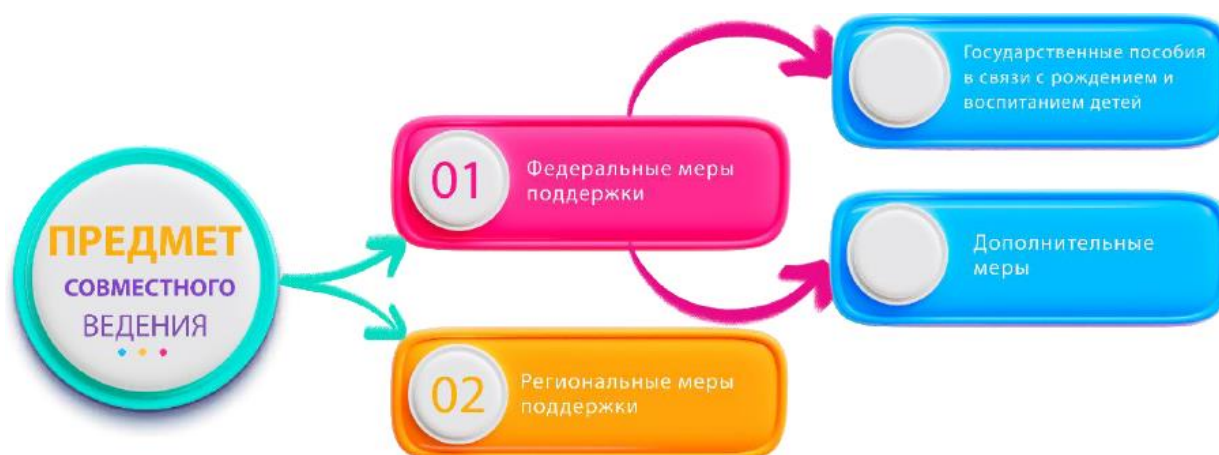 ПРЕДМЕТ
СОВМЕСТНОГО
ВЕДЕНИЯ
01
Федеральные меры
поддержки
02
Региональные меры
поддержки
Государственные пособия
в связи с рождением и
воспитанием детей
Дополнительные
меры